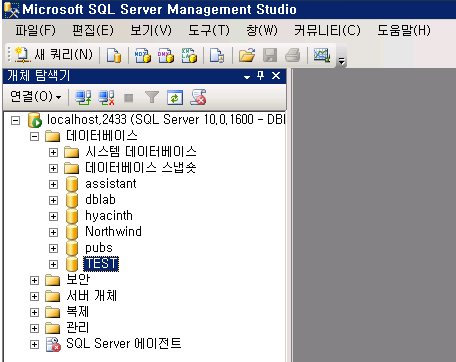 Microsoft SQL Server Management Studio
파일(F) 편집(E) 보기(V) 도구(T) 창(W) 커뮤니티(C) 도움말(H)
새 쿼리(N)
개체 탐색기
연결(O)
localhost,2433 (SQL Server 10,0,1600 - DBI
데이터베이스
시스템 데이터베이스
데이터베이스 스냅숏
assistant
dblab
hyacinth
Northwind
pubs
TEST
보안
서버 개체
복제
관리
SQL Server 에이전트